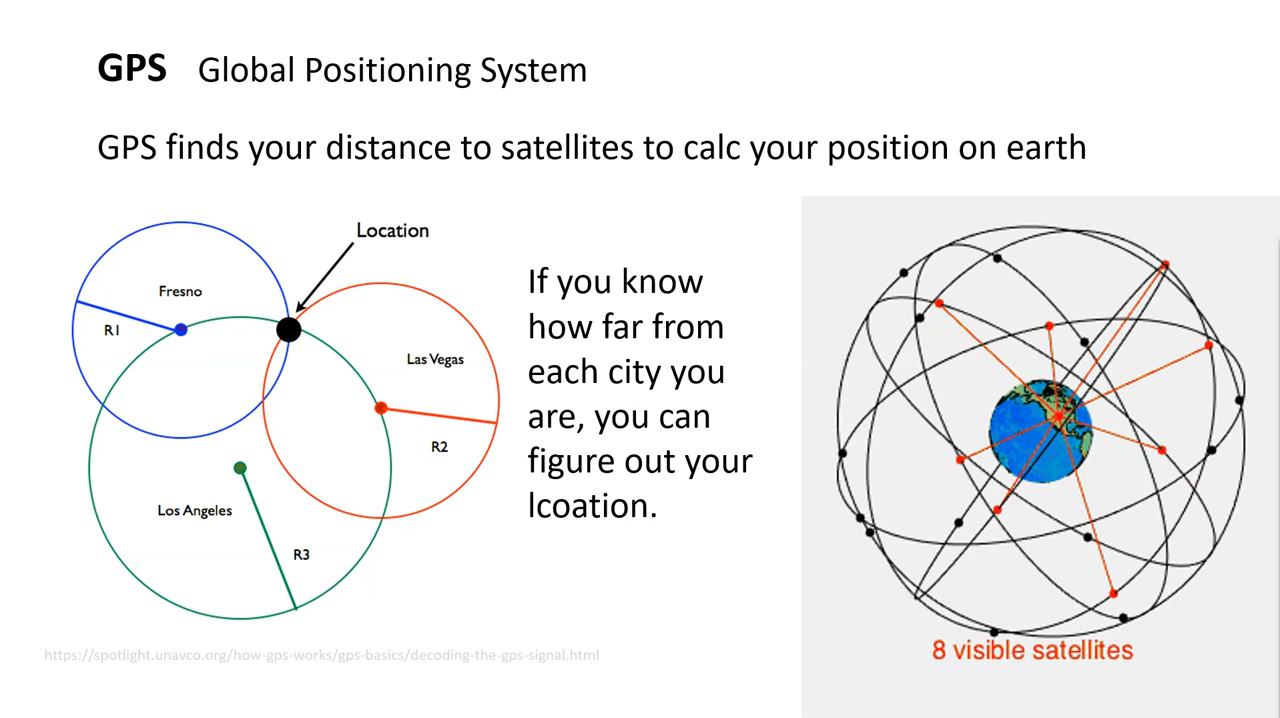 GPS Global Positioning System
GPS finds your distance to satellites to calc your position on earth
Location
Fresno
R1
Las Vegas
R2
Los Angeles
R3
If you know
how far from
each city you
are, you can
figure out your
lcoation.
8 visible satellites
https://spotlight.unavco.org/how-gps-works/gps-basics/decoding-the-gps-signal.html